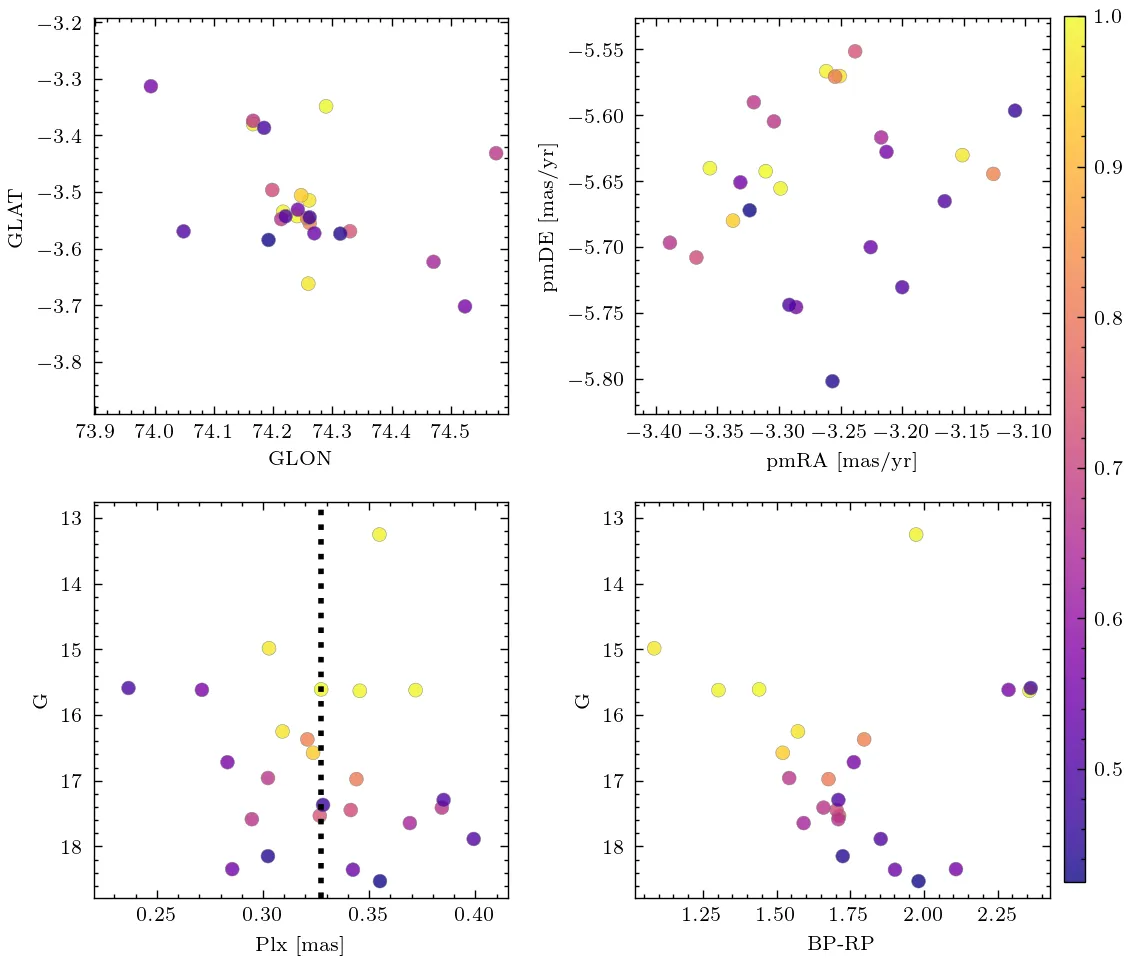 −3.2
−3.3
−3.4
−3.5
−3.6
−3.7
−3.8
GLAT
73.9 74.0 74.1 74.2 74.3 74.4 74.5
GLON
−5.55
−5.60
−5.65
−5.70
−5.75
−5.80
pmDE [mas/yr]
−3.40 −3.35 −3.30 −3.25 −3.20 −3.15 −3.10
pmRA [mas/yr]
1.0
0.9
0.8
0.7
0.6
0.5
13
14
15
16
17
18
G
0.25 0.30 0.35 0.40
Plx [mas]
13
14
15
16
17
18
G
1.25 1.50 1.75 2.00 2.25
BP-RP